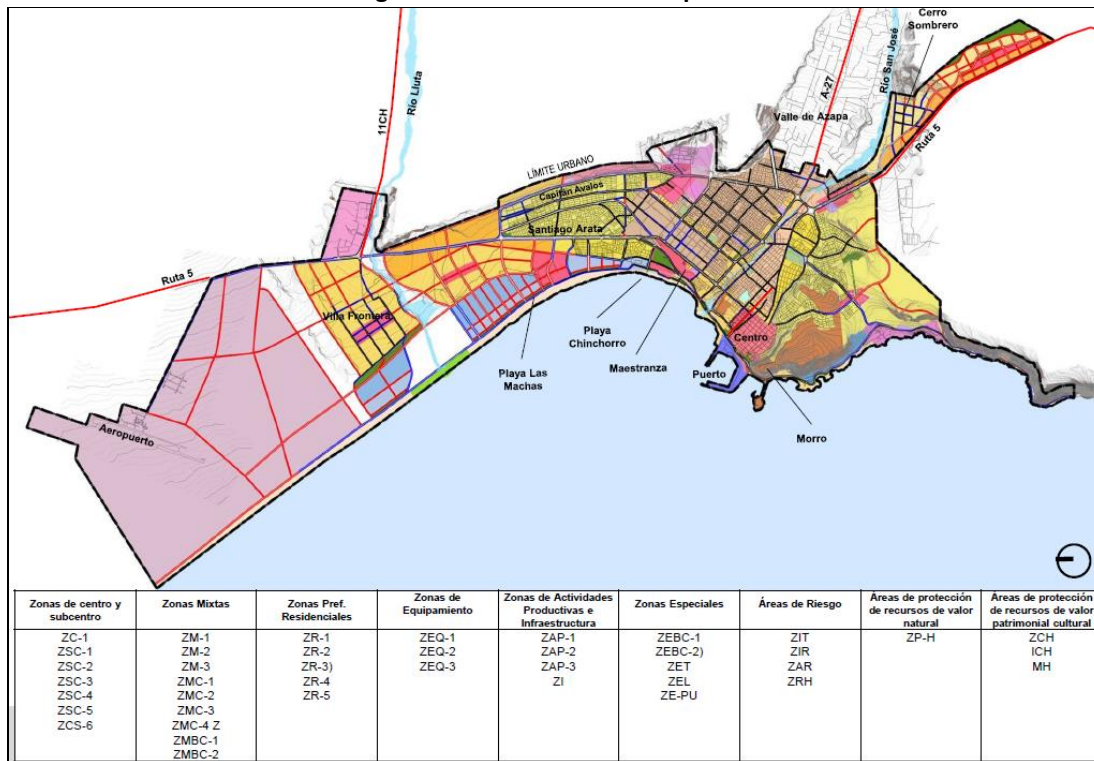 Cerro
Sombrero
Río San José
A-27
Río Lluta
11CH
Valle de Azapa
Ruta 5
LÍMITE URBANO
Capitán Avalos
Santiago Arata
Ruta 5
Villa Frontera
Playa
Chinchorro
Centro
Playa Las
Machas
Maestranza
Puerto
Aeropuerto
Morro
Zonas de centro y
subcentro
ZC-1
ZSC-1
ZSC-2
ZSC-3
ZSC-4
ZSC-5
ZCS-6
Zonas Mixtas
ZM-1
ZM-2
ZM-3
ZMC-1
ZMC-2
ZMC-3
ZMC-4 Z
ZMBC-1
ZMBC-2
Zonas Pref.
Residenciales
ZR-1
ZR-2
ZR-3)
ZR-4
ZR-5
Zonas de
Equipamiento
ZEQ-1
ZEQ-2
ZEQ-3
Zonas de Actividades
Productivas e
Infraestructura
ZAP-1
ZAP-2
ZAP-3
ZI
Zonas Especiales
ZEBC-1
ZEBC-2)
ZET
ZEL
ZE-PU
Áreas de Riesgo
ZIT
ZIR
ZAR
ZRH
Áreas de protección
de recursos de valor
natural
ZP-H
Áreas de protección
de recursos de valor
patrimonial cultural
ZCH
ICH
MH